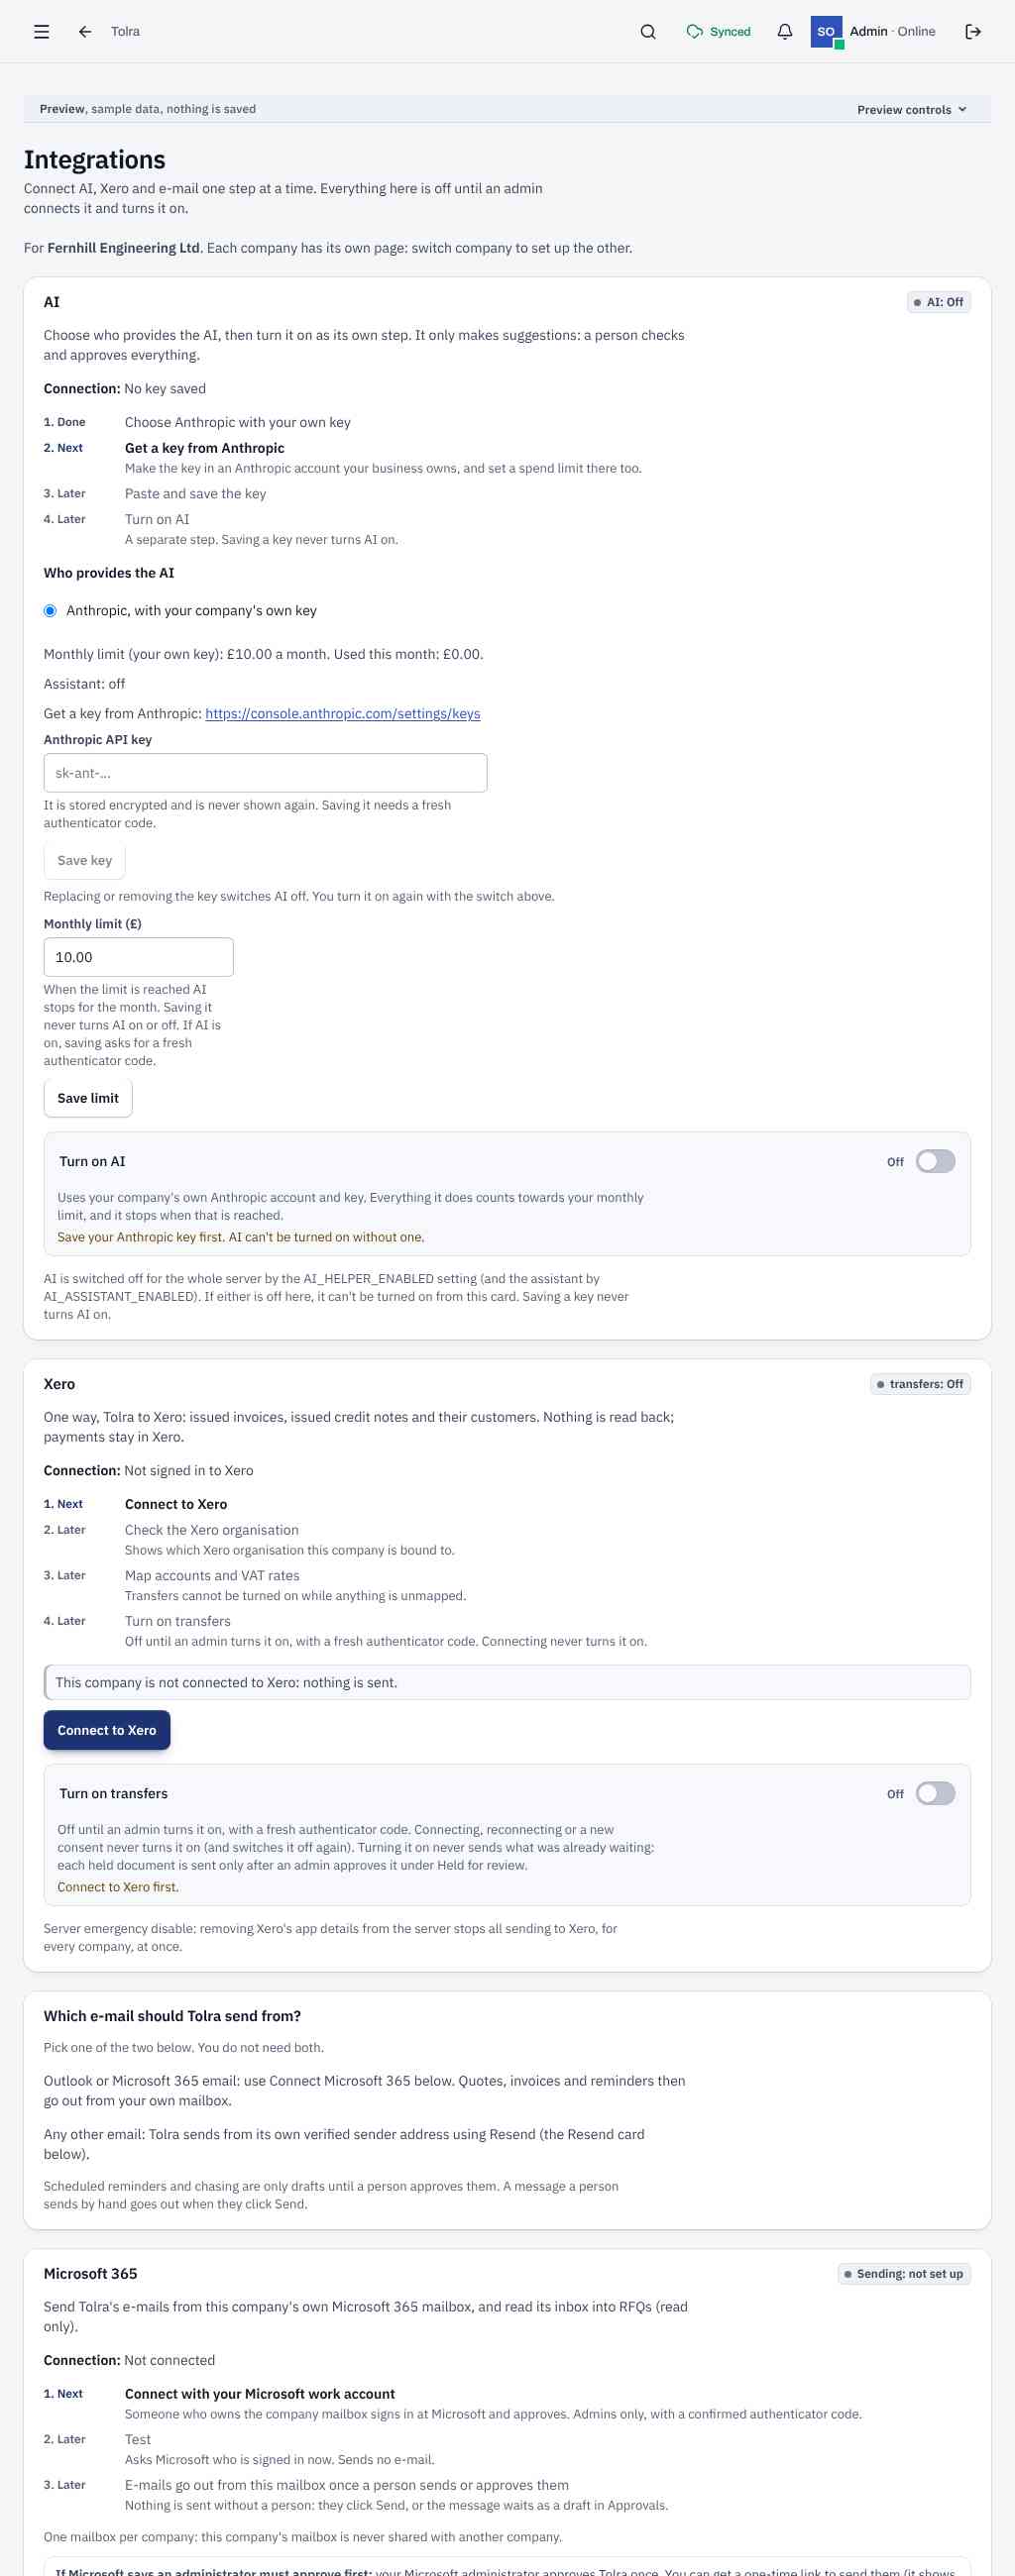 Tolra
Synced
SO
Admin · Online
Preview, sample data, nothing is saved
Preview controls
Integrations
Connect AI, Xero and e-mail one step at a time. Everything here is off until an admin
connects it and turns it on.
For Fernhill Engineering Ltd. Each company has its own page: switch company to set up the other.
AI
AI: Off
Choose who provides the AI, then turn it on as its own step. It only makes suggestions: a person checks
and approves everything.
Connection: No key saved
1. Done
Choose Anthropic with your own key
2. Next
Get a key from Anthropic
Make the key in an Anthropic account your business owns, and set a spend limit there too.
3. Later
Paste and save the key
4. Later
Turn on AI
A separate step. Saving a key never turns AI on.
Who provides the AI
Anthropic, with your company's own key
Monthly limit (your own key): £10.00 a month. Used this month: £0.00.
Assistant: off
Get a key from Anthropic: https://console.anthropic.com/settings/keys
Anthropic API key
sk-ant-...
It is stored encrypted and is never shown again. Saving it needs a fresh
authenticator code.
Save key
Replacing or removing the key switches AI off. You turn it on again with the switch above.
Monthly limit (£)
10.00
When the limit is reached AI
stops for the month. Saving it
never turns AI on or off. If AI is
on, saving asks for a fresh
authenticator code.
Save limit
Turn on AI
Off
Uses your company's own Anthropic account and key. Everything it does counts towards your monthly
limit, and it stops when that is reached.
Save your Anthropic key first. AI can't be turned on without one.
AI is switched off for the whole server by the AI_HELPER_ENABLED setting (and the assistant by
AI_ASSISTANT_ENABLED). If either is off here, it can't be turned on from this card. Saving a key never
turns AI on.
Xero
transfers: Off
One way, Tolra to Xero: issued invoices, issued credit notes and their customers. Nothing is read back;
payments stay in Xero.
Connection: Not signed in to Xero
1. Next
Connect to Xero
2. Later
Check the Xero organisation
Shows which Xero organisation this company is bound to.
3. Later
Map accounts and VAT rates
Transfers cannot be turned on while anything is unmapped.
4. Later
Turn on transfers
Off until an admin turns it on, with a fresh authenticator code. Connecting never turns it on.
This company is not connected to Xero: nothing is sent.
Connect to Xero
Turn on transfers
Off
Off until an admin turns it on, with a fresh authenticator code. Connecting, reconnecting or a new
consent never turns it on (and switches it off again). Turning it on never sends what was already waiting:
each held document is sent only after an admin approves it under Held for review.
Connect to Xero first.
Server emergency disable: removing Xero's app details from the server stops all sending to Xero, for
every company, at once.
Which e-mail should Tolra send from?
Pick one of the two below. You do not need both.
Outlook or Microsoft 365 email: use Connect Microsoft 365 below. Quotes, invoices and reminders then
go out from your own mailbox.
Any other email: Tolra sends from its own verified sender address using Resend (the Resend card
below).
Scheduled reminders and chasing are only drafts until a person approves them. A message a person
sends by hand goes out when they click Send.
Microsoft 365
Sending: not set up
Send Tolra's e-mails from this company's own Microsoft 365 mailbox, and read its inbox into RFQs (read
only).
Connection: Not connected
1. Next
Connect with your Microsoft work account
Someone who owns the company mailbox signs in at Microsoft and approves. Admins only, with a confirmed authenticator code.
2. Later
Test
Asks Microsoft who is signed in now. Sends no e-mail.
3. Later
E-mails go out from this mailbox once a person sends or approves them
Nothing is sent without a person: they click Send, or the message waits as a draft in Approvals.
One mailbox per company: this company's mailbox is never shared with another company.
If Microsoft says an administrator must approve first: your Microsoft administrator approves Tolra once. You can get a one-time link to send them (it shows